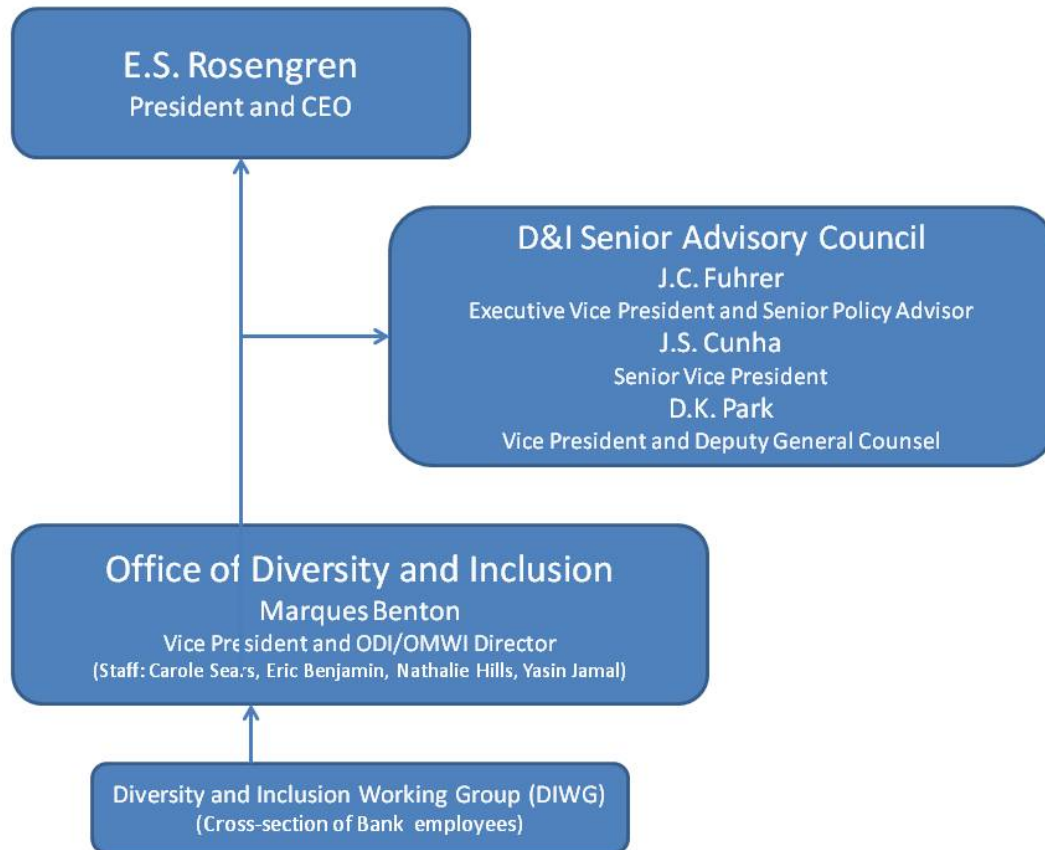 E.S. Rosengren
President and CEO
D&I Senior Advisory Council
J.C. Fuhrer
Executive Vice President and Senior Policy Advisor
J.S. Cunha
Senior Vice President
D.K. Park
Vice President and Deputy General Counsel
Office of Diversity and Inclusion
Marques Benton
Vice President and ODI/OMWI Director
(Staff: Carole Sears, Eric Benjamin, Nathalie Hills, Yasin Jamal)
Diversity and Inclusion Working Group (DIWG)
(Cross-section of Bank employees)